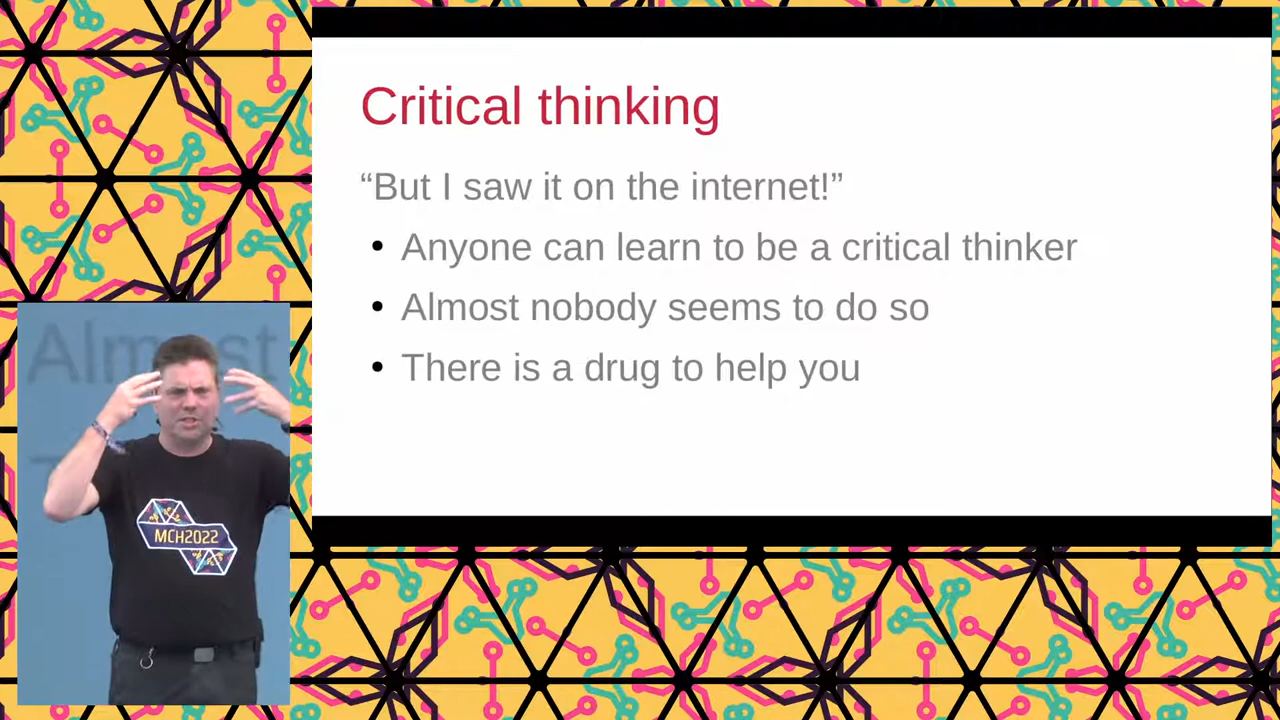 Critical thinking
“But I saw it on the internet!”
Anyone can learn to be a critical thinker
Almost nobody seems to do so
There is a drug to help you
Almost
MCH2022